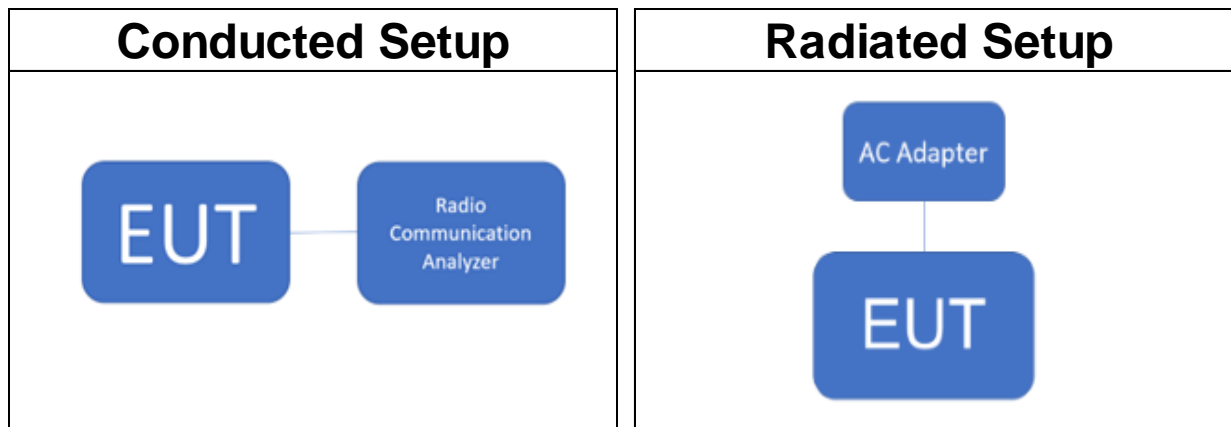 Conducted Setup
EUT
Radio
Communication
Analyzer
Radiated Setup
AC Adapter
EUT